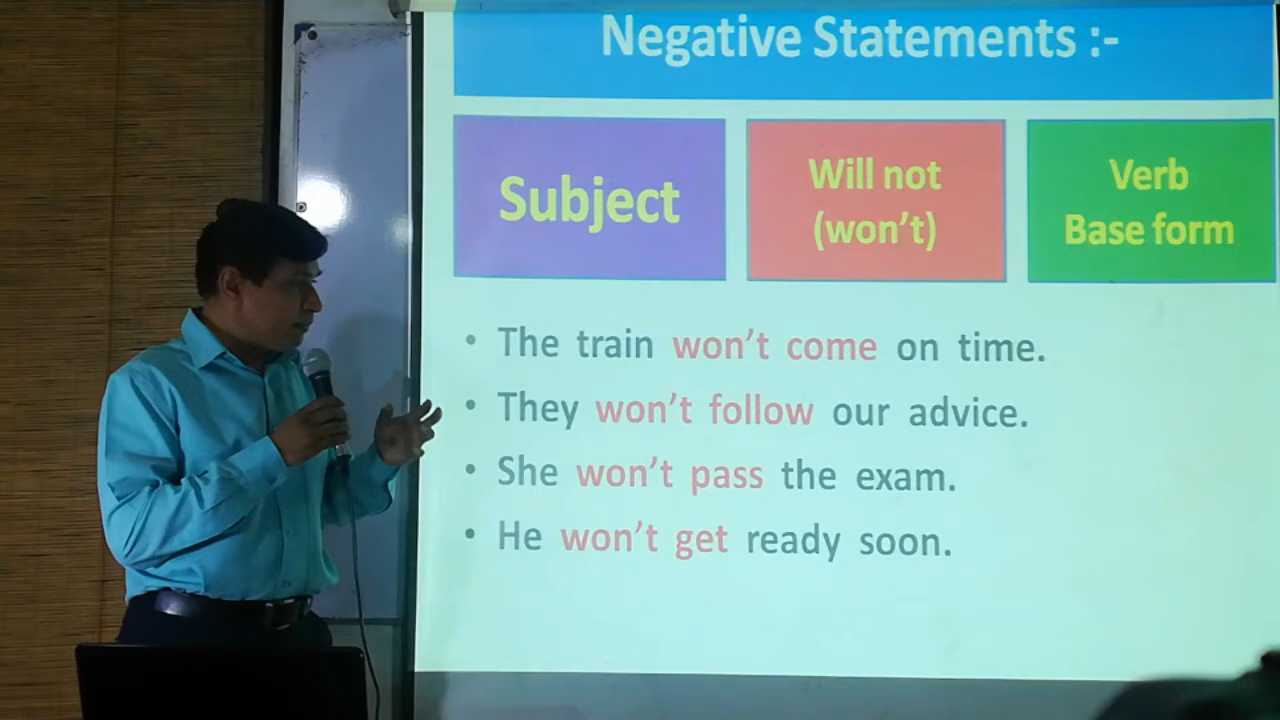 Negative Statements :-
Subject
Will not
(won't)
Verb
Base form
• The train won't come on time.
• They won't follow our advice.
• She won't pass the exam.
• He won't get ready soon.